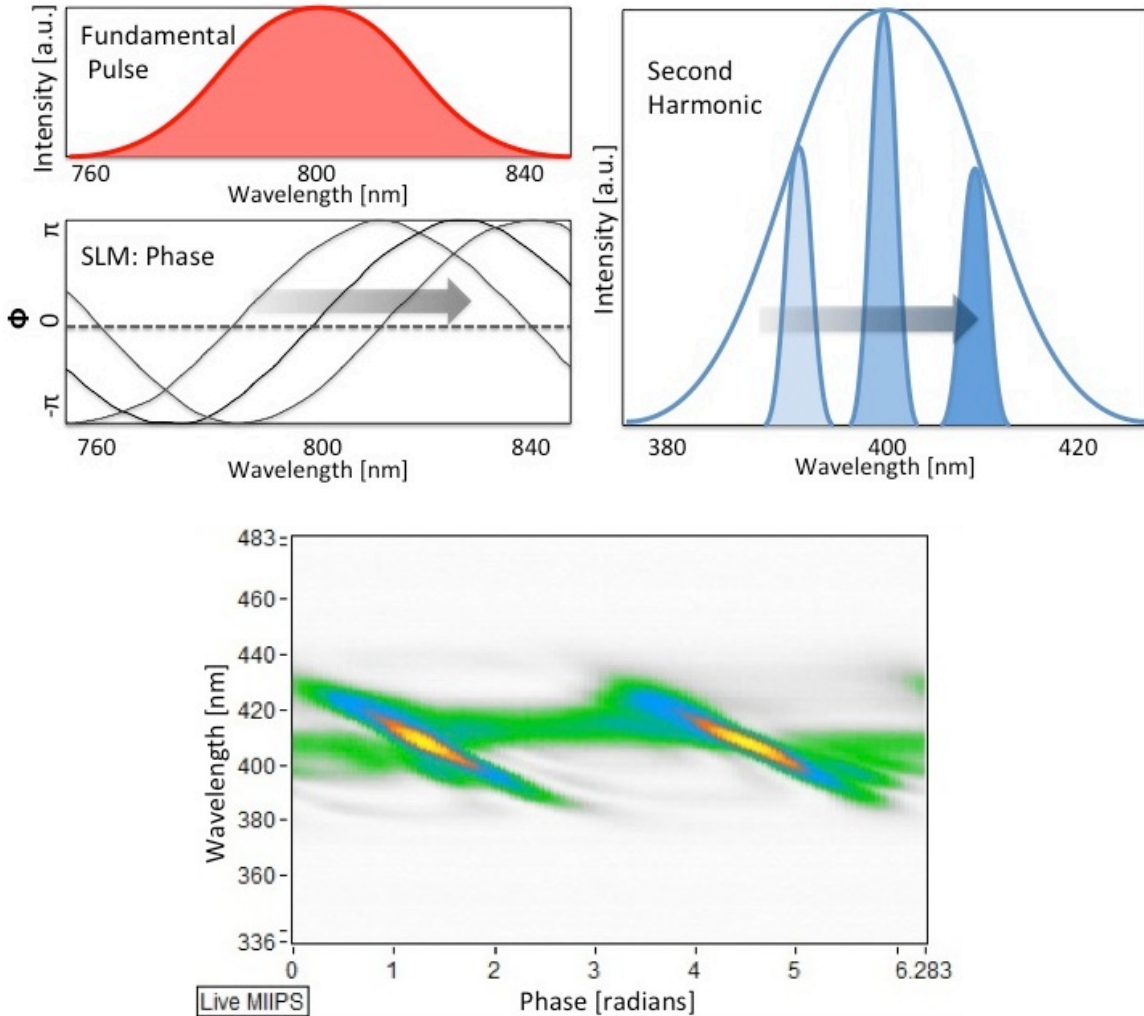 Fundamental
Pulse
Intensity [a.u.]
760 800 840
Wavelength [nm]
SLM: Phase
Φ
π
0
-π
760 800 840
Wavelength [nm]
Second
Harmonic
Intensity [a.u.]
380 400 420
Wavelength [nm]
483
460
440
420
400
380
360
336
Wavelength [nm]
0 1 2 3 4 5 6.283
Live MIIPS
Phase [radians]